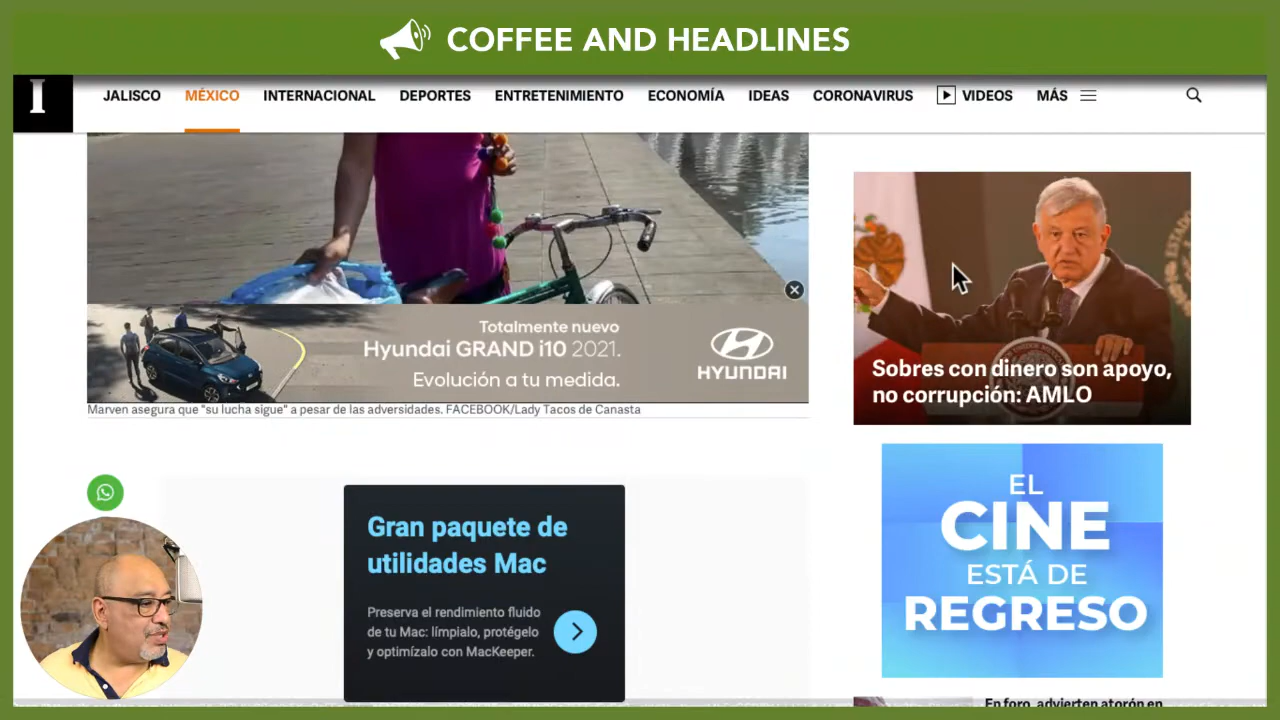 COFFEE AND HEADLINES
I
JALISCO MÉXICO INTERNACIONAL DEPORTES ENTRETENIMIENTO ECONOMÍA IDEAS CORONAVIRUS VIDEOS MÁS
Totalmente nuevo
Hyundai GRAND i10 2021.
Evolución a tu medida.
HYUNDAI
Marven asegura que "su lucha sigue" a pesar de las adversidades. FACEBOOK/Lady Tacos de Canasta
Gran paquete de
utilidades Mac
Preserva el rendimiento fluido
de tu Mac: límpialo, protégelo
y optimízalo con MacKeeper.
Sobres con dinero son apoyo,
no corrupción: AMLO
EL
CINE
ESTÁ DE
REGRESO
En foro, advierten atorón en